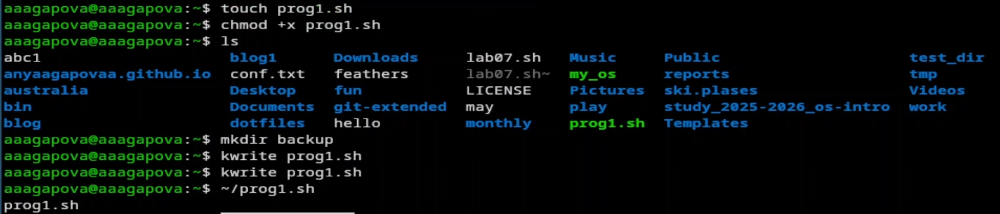 aaagapova@aaagapova:~$ touch prog1.sh
aaagapova@aaagapova:~$ chmod +x prog1.sh
aaagapova@aaagapova:~$ ls
abc1 blog1 Downloads lab07.sh Music Public test_dir
anyaagapovaa.github.io conf.txt feathers lab07.sh~ my_os reports tmp
australia Desktop fun LICENSE Pictures ski.plases Videos
bin Documents git-extended may play study_2025-2026_os-intro work
blog dotfiles hello monthly prog1.sh Templates
aaagapova@aaagapova:~$ mkdir backup
aaagapova@aaagapova:~$ kwrite prog1.sh
aaagapova@aaagapova:~$ kwrite prog1.sh
aaagapova@aaagapova:~$ ~/prog1.sh
prog1.sh